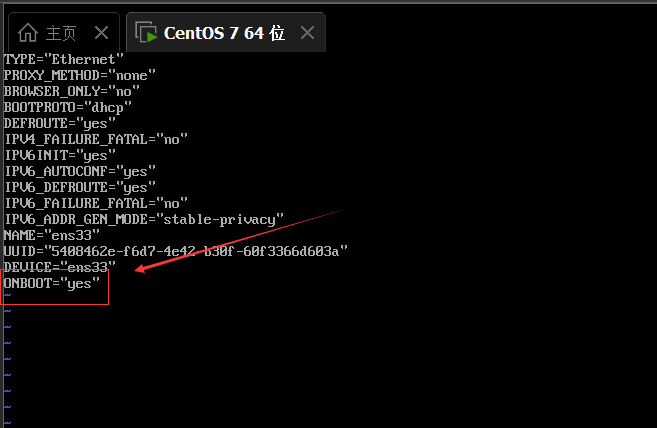 主页
CentOS 7 64 位
TYPE="Ethernet"
PROXY_METHOD="none"
BROWSER_ONLY="no"
BOOTPROTO="dhcp"
DEFROUTE="yes"
IPV4_FAILURE_FATAL="no"
IPV6INIT="yes"
IPV6_AUTOCONF="yes"
IPV6_DEFROUTE="yes"
IPV6_FAILURE_FATAL="no"
IPV6_ADDR_GEN_MODE="stable-privacy"
NAME="ens33"
UUID="5408462e-f6d7-4e42-b30f-60f3366d603a"
DEVICE="ens33"
ONBOOT="yes"
~
~
~
~
~
~
~
~
~